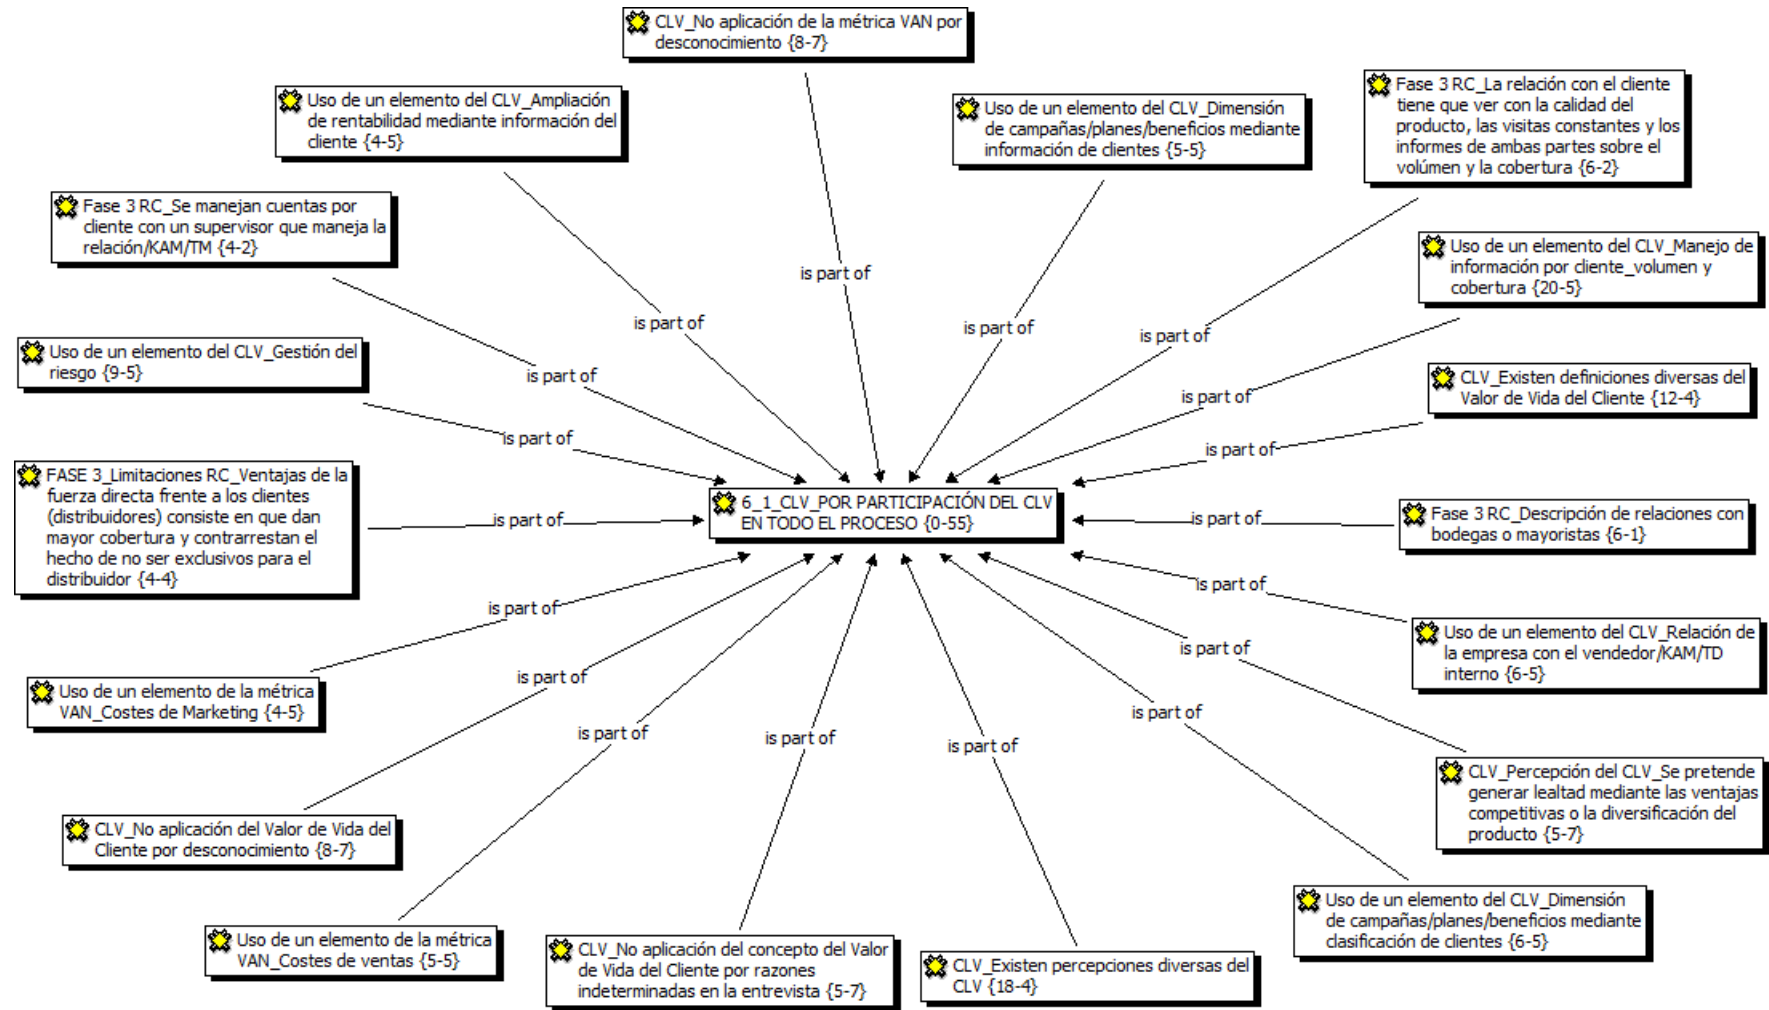 CLV_No aplicación de la métrica VAN por
desconocimiento {8-7}
Uso de un elemento del CLV_Ampliación
de rentabilidad mediante información del
cliente {4-5}
Uso de un elemento del CLV_Dimensión
de campañas/planes/beneficios mediante
información de clientes {5-5}
Fase 3 RC_La relación con el cliente
tiene que ver con la calidad del
producto, las visitas constantes y los
informes de ambas partes sobre el
volúmen y la cobertura {6-2}
Fase 3 RC_Se manejan cuentas por
cliente con un supervisor que maneja la
relación/KAM/TM {4-2}
Uso de un elemento del CLV_Manejo de
información por cliente_volumen y
cobertura {20-5}
is part of
is part of
is part of
is part of
Uso de un elemento del CLV_Gestión del
riesgo {9-5}
is part of
is part of
CLV_Existen definiciones diversas del
Valor de Vida del Cliente {12-4}
is part of
is part of
FASE 3_Limitaciones RC_Ventajas de la
fuerza directa frente a los clientes
(distribuidores) consiste en que dan
mayor cobertura y contrarrestan el
hecho de no ser exclusivos para el
distribuidor {4-4}
is part of
6_1_CLV_POR PARTICIPACIÓN DEL CLV
EN TODO EL PROCESO {0-55}
is part of
Fase 3 RC_Descripción de relaciones con
bodegas o mayoristas {6-1}
is part of
is part of
Uso de un elemento del CLV_Relación de
la empresa con el vendedor/KAM/TD
interno {6-5}
is part of
Uso de un elemento de la métrica
VAN_Costes de Marketing {4-5}
is part of
is part of
is part of
is part of
is part of
CLV_Percepción del CLV_Se pretende
generar lealtad mediante las ventajas
competitivas o la diversificación del
producto {5-7}
CLV_No aplicación del Valor de Vida del
Cliente por desconocimiento {8-7}
Uso de un elemento del CLV_Dimensión
de campañas/planes/beneficios mediante
clasificación de clientes {6-5}
Uso de un elemento de la métrica
VAN_Costes de ventas {5-5}
CLV_No aplicación del concepto del Valor
de Vida del Cliente por razones
indeterminadas en la entrevista {5-7}
CLV_Existen percepciones diversas del
CLV {18-4}